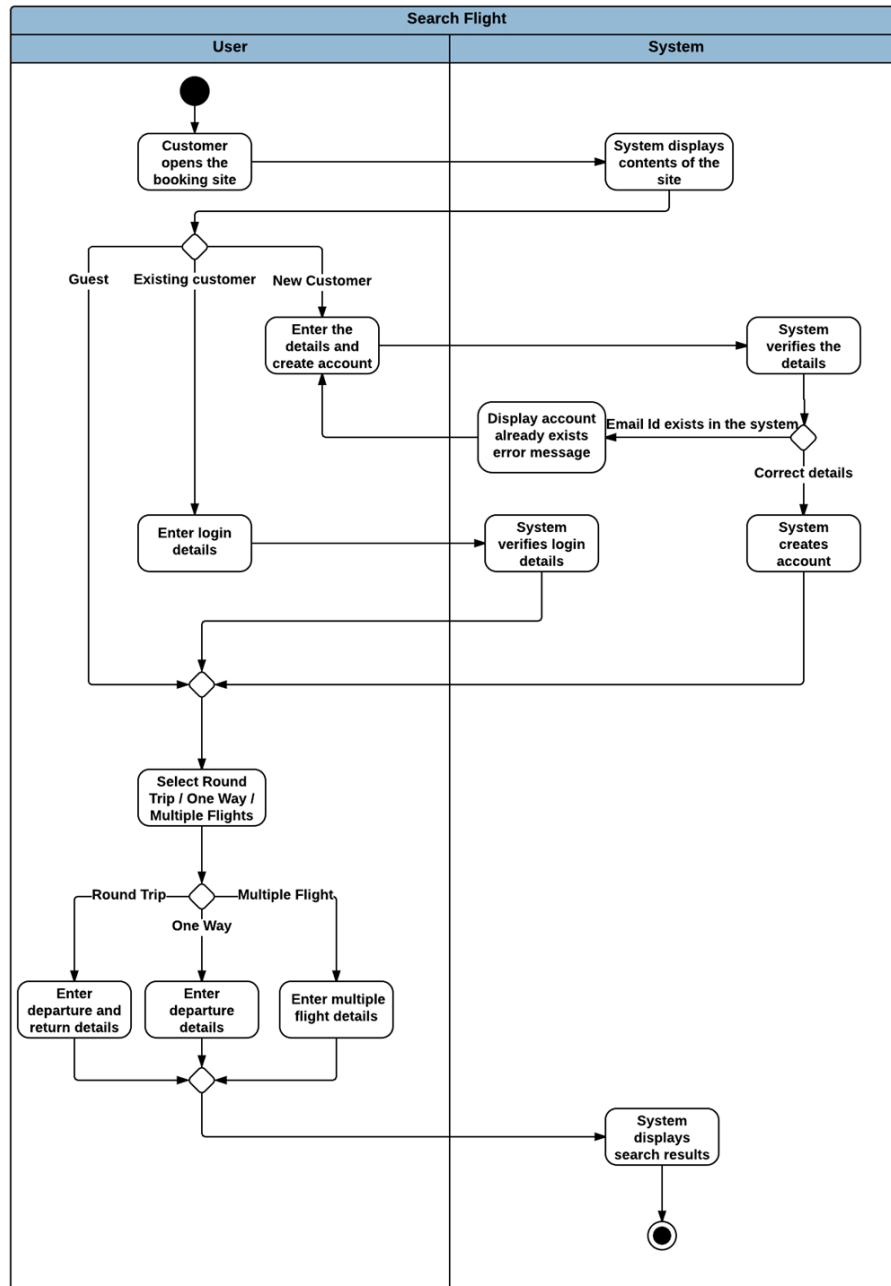 Search Flight
User
System
Customer
opens the
booking site
System displays
contents of the
site
Guest
Existing customer
New Customer
Enter the
details and
create account
System
verifies the
details
Display account
already exists
error message
Email Id exists in the system
Correct details
Enter login
details
System
verifies login
details
System
creates
account
Select Round
Trip / One Way /
Multiple Flights
Round Trip
Multiple Flight
One Way
Enter
departure and
return details
Enter
departure
details
Enter multiple
flight details
System
displays
search results